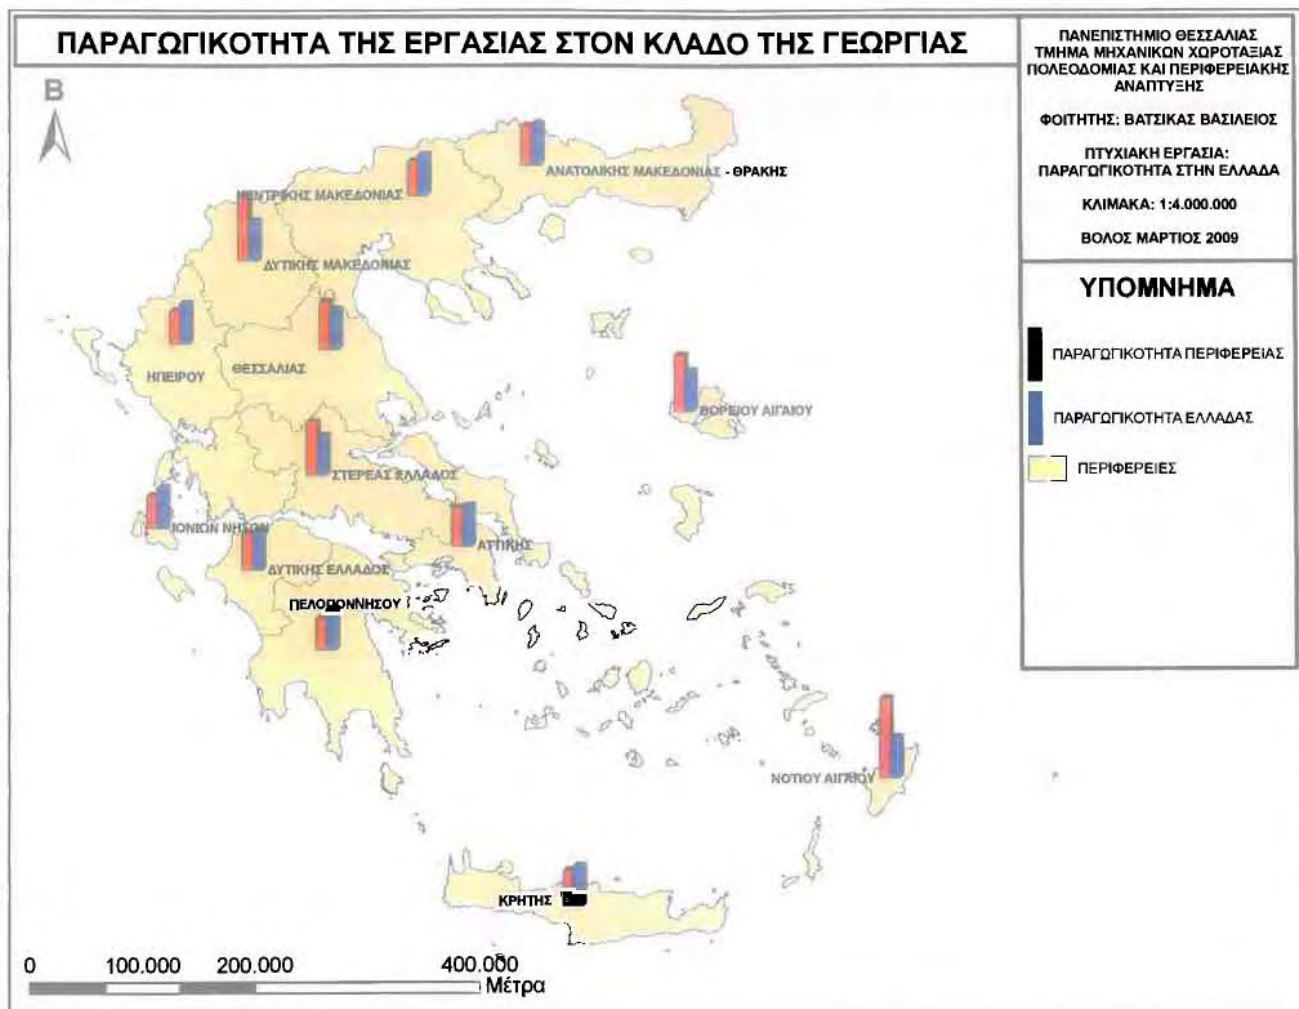 ΠΑΡΑΓΩΓΙΚΟΤΗΤΑ ΤΗΣ ΕΡΓΑΣΙΑΣ ΣΤΟΝ ΚΛΑΔΟ ΤΗΣ ΓΕΩΡΓΙΑΣ
ΠΑΝΕΠΙΣΤΗΜΙΟ ΘΕΣΣΑΛΙΑΣ
ΤΜΗΜΑ ΜΗΧΑΝΙΚΩΝ ΧΩΡΟΤΑΞΙΑΣ
ΠΟΛΕΟΔΟΜΙΑΣ ΚΑΙ ΠΕΡΙΦΕΡΕΙΑΚΗΣ
ΑΝΑΠΤΥΞΗΣ
ΦΟΙΤΗΤΗΣ: ΒΑΤΣΙΚΑΣ ΒΑΣΙΛΕΙΟΣ
ΠΤΥΧΙΑΚΗ ΕΡΓΑΣΙΑ:
ΠΑΡΑΓΩΓΙΚΟΤΗΤΑ ΣΤΗΝ ΕΛΛΑΔΑ
ΚΛΙΜΑΚΑ: 1:4.000.000
ΒΟΛΟΣ ΜΑΡΤΙΟΣ 2009
ΥΠΟΜΝΗΜΑ
ΠΑΡΑΓΩΓΙΚΟΤΗΤΑ ΠΕΡΙΦΕΡΕΙΑΣ
ΠΑΡΑΓΩΓΙΚΟΤΗΤΑ ΕΛΛΑΔΑΣ
ΠΕΡΙΦΕΡΕΙΕΣ
Β
ΑΝΑΤΟΛΙΚΗΣ ΜΑΚΕΔΟΝΙΑΣ - ΘΡΑΚΗΣ
ΚΕΝΤΡΙΚΗΣ ΜΑΚΕΔΟΝΙΑΣ
ΔΥΤΙΚΗΣ ΜΑΚΕΔΟΝΙΑΣ
ΗΠΕΙΡΟΥ
ΘΕΣΣΑΛΙΑΣ
ΒΟΡΕΙΟΥ ΑΙΓΑΙΟΥ
ΣΤΕΡΕΑΣ ΕΛΛΑΔΟΣ
ΙΟΝΙΩΝ ΝΗΣΩΝ
ΑΤΤΙΚΗΣ
ΔΥΤΙΚΗΣ ΕΛΛΑΔΟΣ
ΠΕΛΟΠΟΝΝΗΣΟΥ
ΝΟΤΙΟΥ ΑΙΓΑΙΟΥ
ΚΡΗΤΗΣ
0 100.000 200.000 400.000
Μέτρα